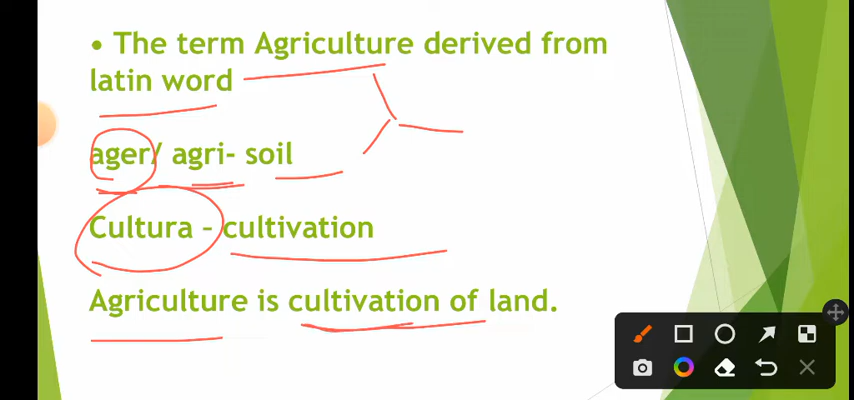 • The term Agriculture derived from
latin word
ager/ agri- soil
Cultura – cultivation
Agriculture is cultivation of land.